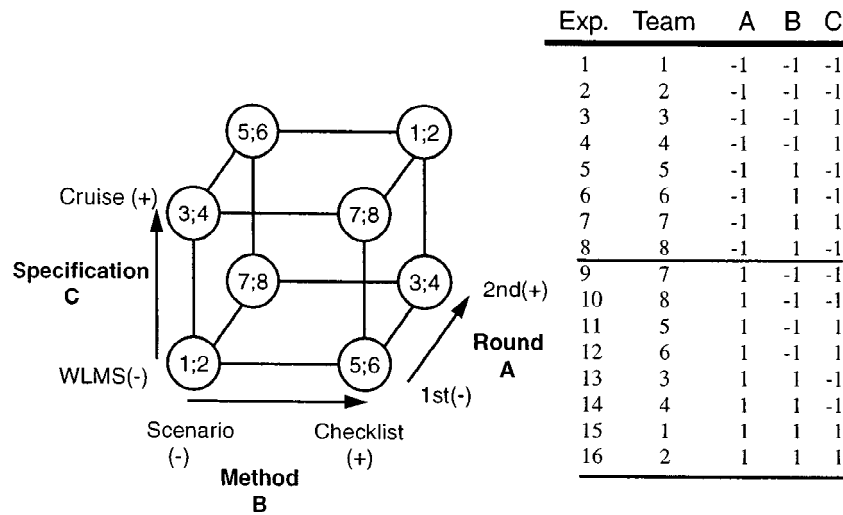 5;6
1;2
Cruise (+)
3;4
7;8
Specification
C
7;8
3;4
2nd(+)
Round
A
WLMS(-)
1;2
5;6
1st(-)
Scenario
(-)
Checklist
(+)
Method
B
Exp. Team A B C
1 1 -1 -1 -1
2 2 -1 -1 -1
3 3 -1 -1 1
4 4 -1 -1 1
5 5 -1 1 -1
6 6 -1 1 -1
7 7 -1 1 1
8 8 -1 1 -1
9 7 1 -1 -1
10 8 1 -1 -1
11 5 1 -1 1
12 6 1 -1 1
13 3 1 1 -1
14 4 1 1 -1
15 1 1 1 1
16 2 1 1 1